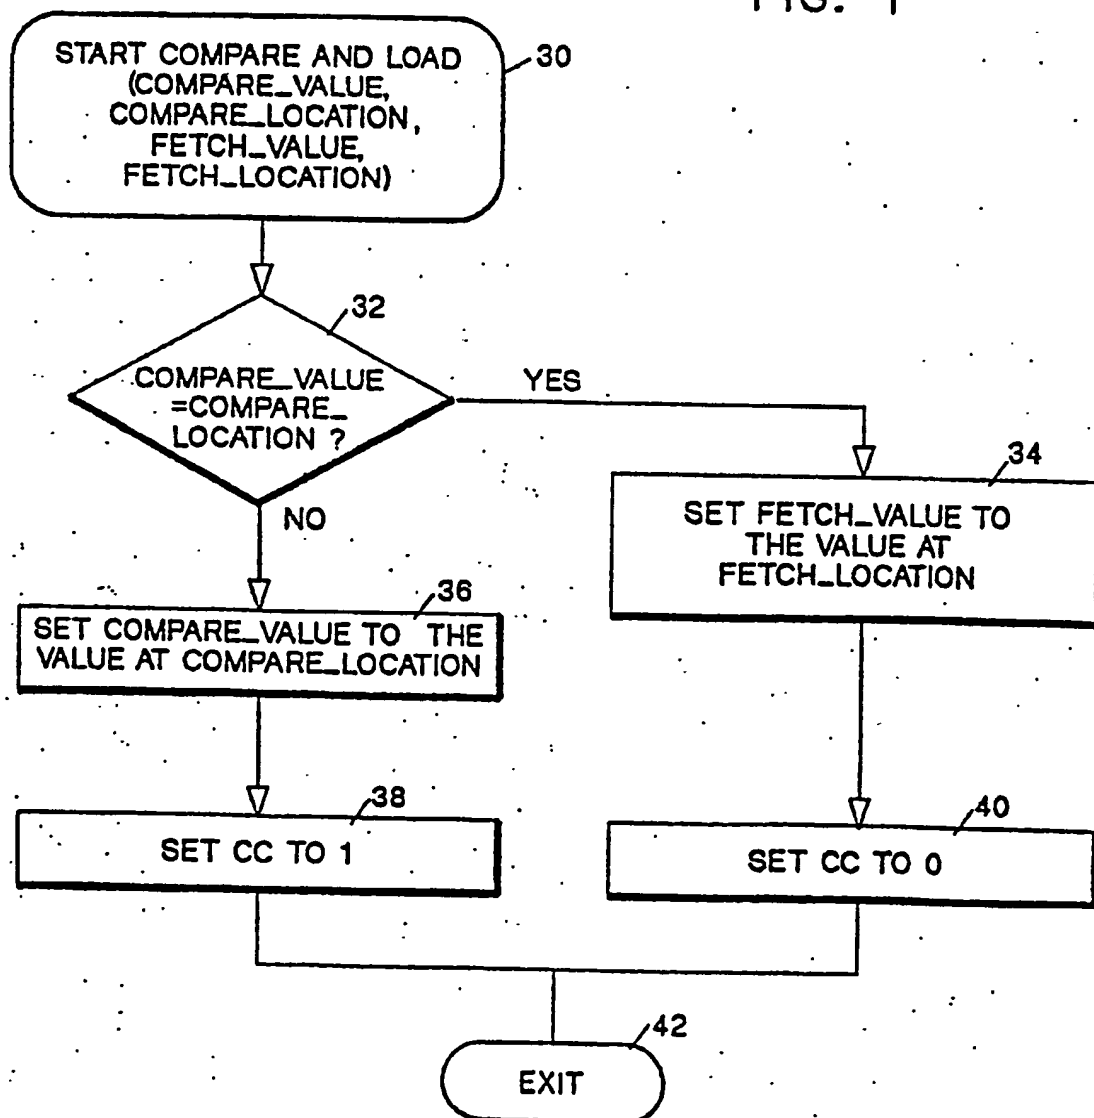 START COMPARE AND LOAD
(COMPARE_VALUE,
COMPARE_LOCATION,
FETCH_VALUE,
FETCH_LOCATION)
30
32
COMPARE_VALUE
=COMPARE_
LOCATION ?
YES
NO
34
SET FETCH_VALUE TO
THE VALUE AT
FETCH_LOCATION
36
SET COMPARE_VALUE TO THE
VALUE AT COMPARE_LOCATION
38
SET CC TO 1
40
SET CC TO 0
42
EXIT